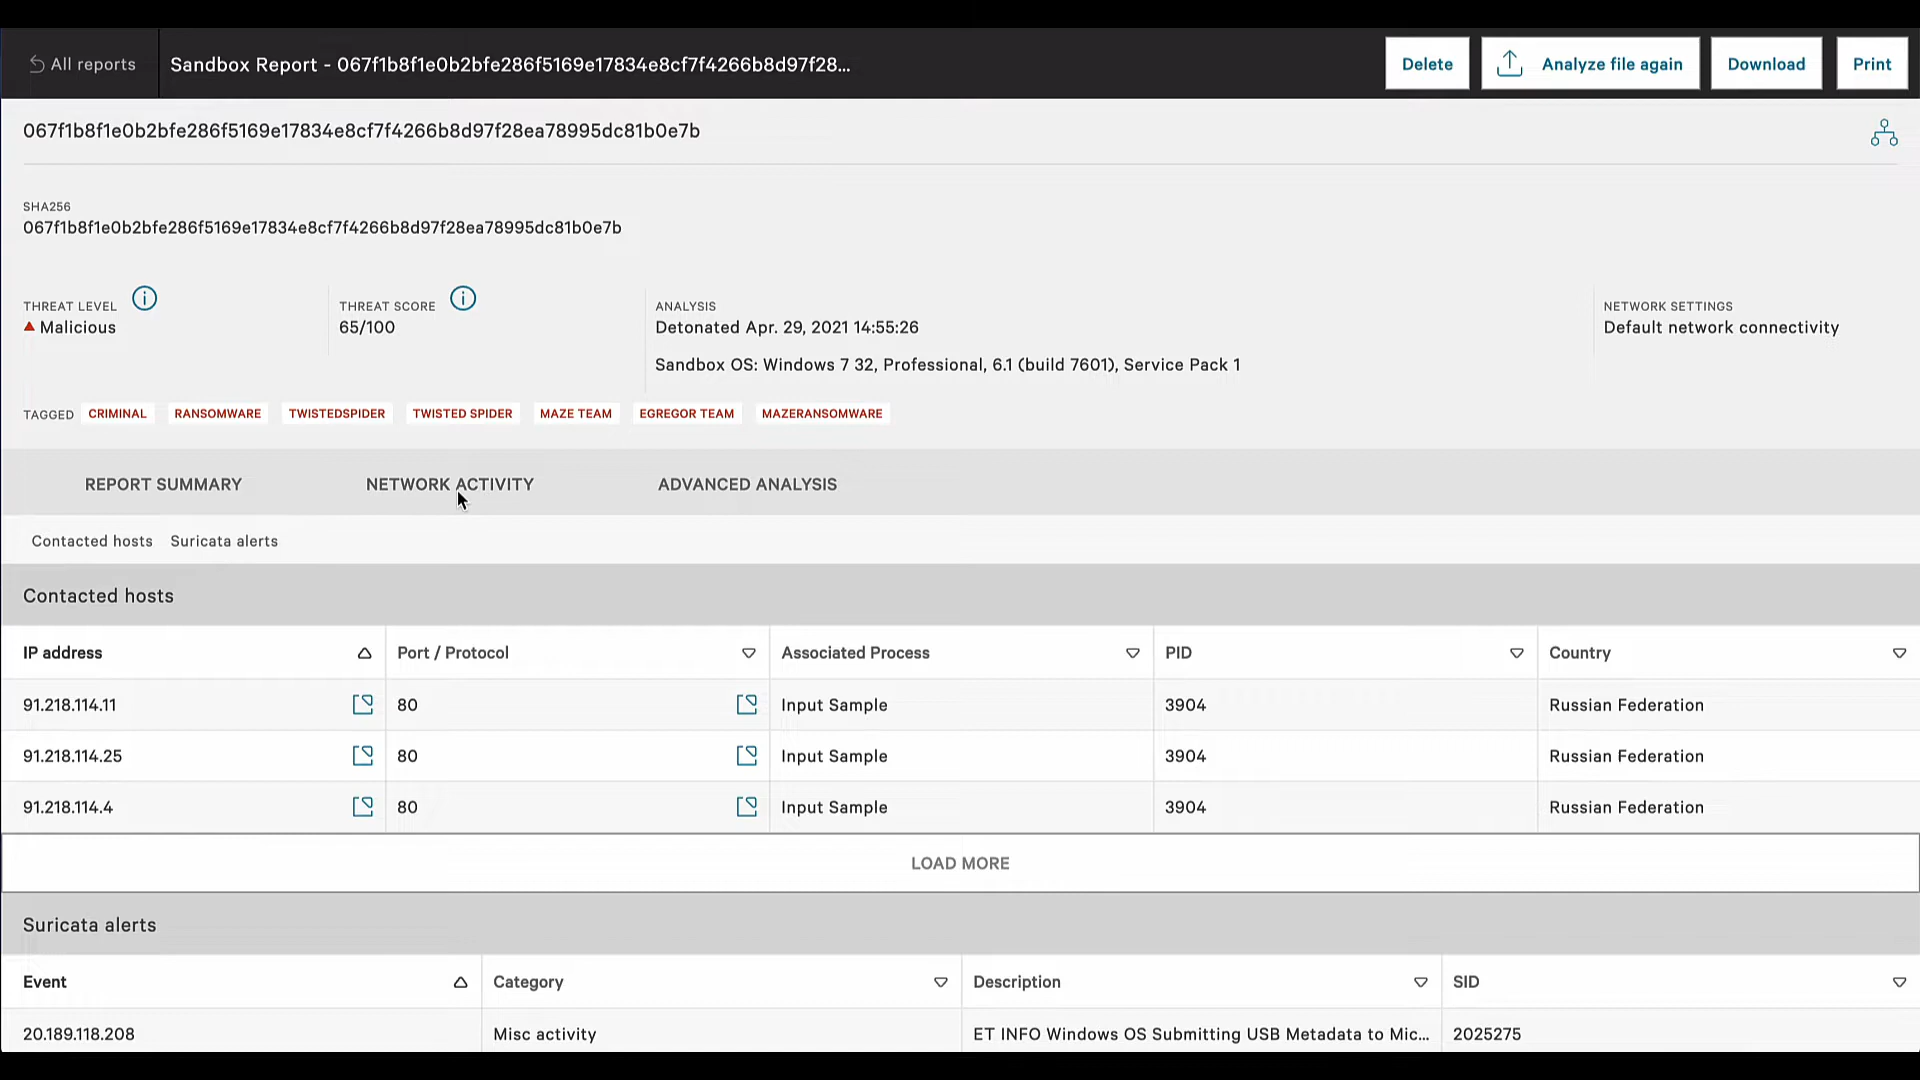 All reports
Sandbox Report - 067f1b8f1e0b2bfe286f5169e17834e8cf7f4266b8d97f28...
Delete
Analyze file again
Download
Print
067f1b8f1e0b2bfe286f5169e17834e8cf7f4266b8d97f28ea78995dc81b0e7b
SHA256
067f1b8f1e0b2bfe286f5169e17834e8cf7f4266b8d97f28ea78995dc81b0e7b
THREAT LEVEL
Malicious
THREAT SCORE
65/100
ANALYSIS
Detonated Apr. 29, 2021 14:55:26
Sandbox OS: Windows 7 32, Professional, 6.1 (build 7601), Service Pack 1
NETWORK SETTINGS
Default network connectivity
TAGGED CRIMINAL RANSOMWARE TWISTEDSPIDER TWISTED SPIDER MAZE TEAM EGREGOR TEAM MAZERANSOMWARE
REPORT SUMMARY NETWORK ACTIVITY ADVANCED ANALYSIS
Contacted hosts Suricata alerts
Contacted hosts
IP address Port / Protocol Associated Process PID Country
91.218.114.11 80 Input Sample 3904 Russian Federation
91.218.114.25 80 Input Sample 3904 Russian Federation
91.218.114.4 80 Input Sample 3904 Russian Federation
LOAD MORE
Suricata alerts
Event Category Description SID
20.189.118.208 Misc activity ET INFO Windows OS Submitting USB Metadata to Mic... 2025275